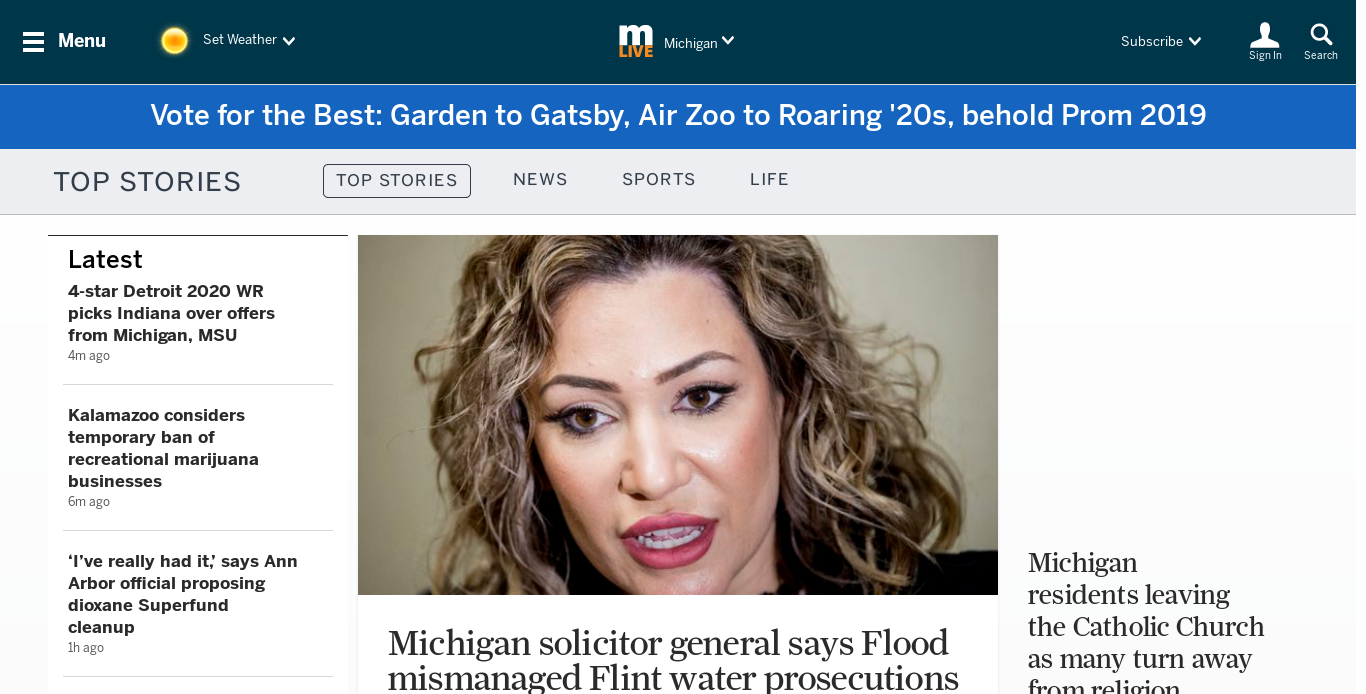 Menu
Set Weather
m
LIVE
Michigan
Subscribe
Sign In
Search
Vote for the Best: Garden to Gatsby, Air Zoo to Roaring '20s, behold Prom 2019
TOP STORIES
TOP STORIES
NEWS
SPORTS
LIFE
Latest
4-star Detroit 2020 WR
picks Indiana over offers
from Michigan, MSU
4m ago
Kalamazoo considers
temporary ban of
recreational marijuana
businesses
6m ago
‘I’ve really had it,’ says Ann
Arbor official proposing
dioxane Superfund
cleanup
1h ago
Michigan solicitor general says Flood
mismanaged Flint water prosecutions
Michigan
residents leaving
the Catholic Church
as many turn away
from religion